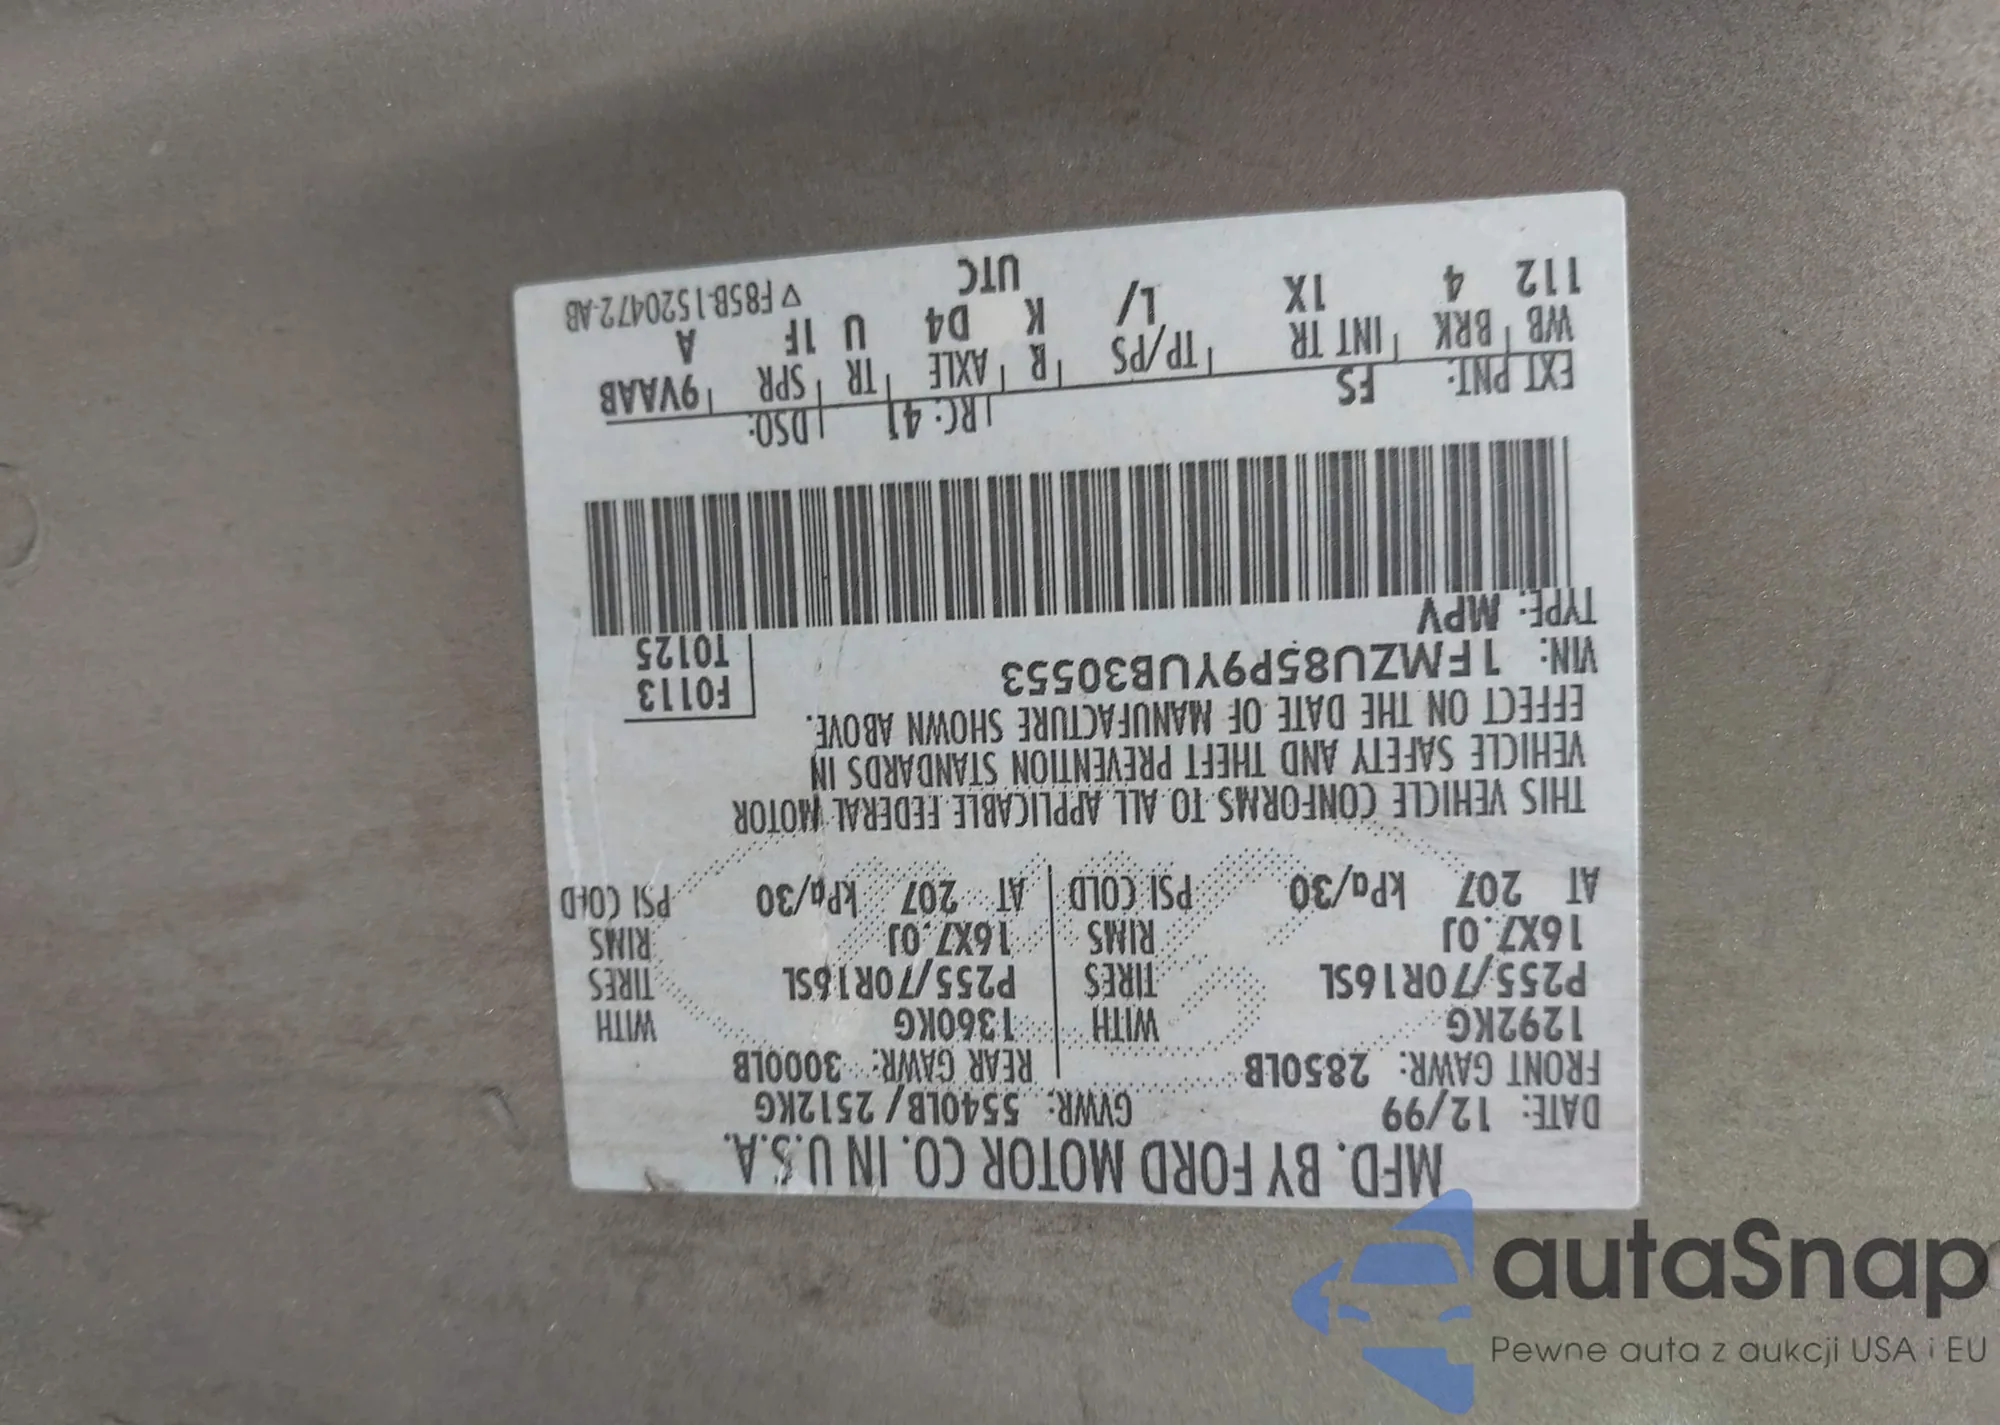 MFD. BY FORD MOTOR CO. IN U.S.A.
DATE: 12/99 GVWR: 5540LB/ 2512KG
FRONT GAWR: 2850LB REAR GAWR: 3000LB
1292KG WITH 1360KG WITH
P255/70R16SL TIRES P255/70R16SL TIRES
16X7.0J RIMS 16X7.0J RIMS
AT 207 kPa/30 PSI COLD AT 207 kPa/30 PSI COLD
THIS VEHICLE CONFORMS TO ALL APPLICABLE FEDERAL MOTOR
VEHICLE SAFETY AND THEFT PREVENTION STANDARDS IN
EFFECT ON THE DATE OF MANUFACTURE SHOWN ABOVE.
VIN: 1FMZU85P9YUB30553
TYPE: MPV
F0113
T0125
EXT PNT: FS RC: 41 DSO:
WB BRK INT TR TP/PS R AXLE TR SPR 9VAAB
112 4 1X L/ K D4 U 1F A
UTC
▽ F85B-1520472-AB
autaSnap
Pewne auta z aukcji USA i EU